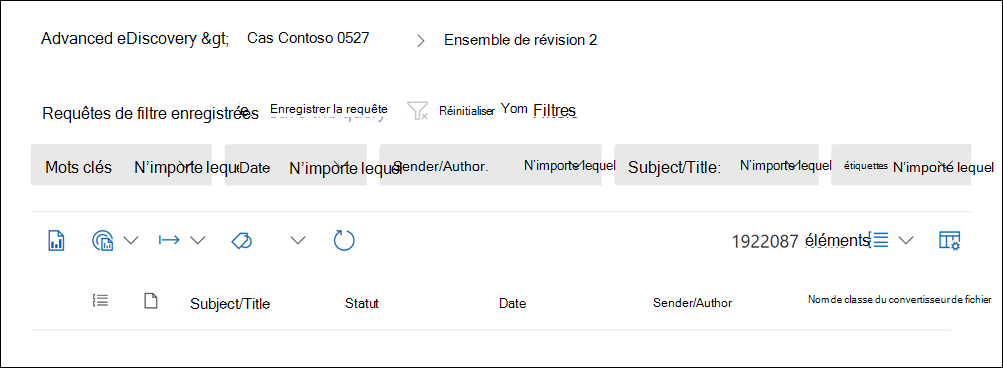 Advanced eDiscovery &gt; Cas Contoso 0527 > Ensemble de révision 2
Requêtes de filtre enregistrées Enregistrer la requête Réinitialiser Yom Filtres
Mots clés N’importe leque Date N’importe lequel Sender/Author. N’importe lequel Subject/Title: N’importe lequel étiquettes N’importe lequel
1922087 éléments
Subject/Title Statut Date Sender/Author Nom de classe du convertisseur de fichier